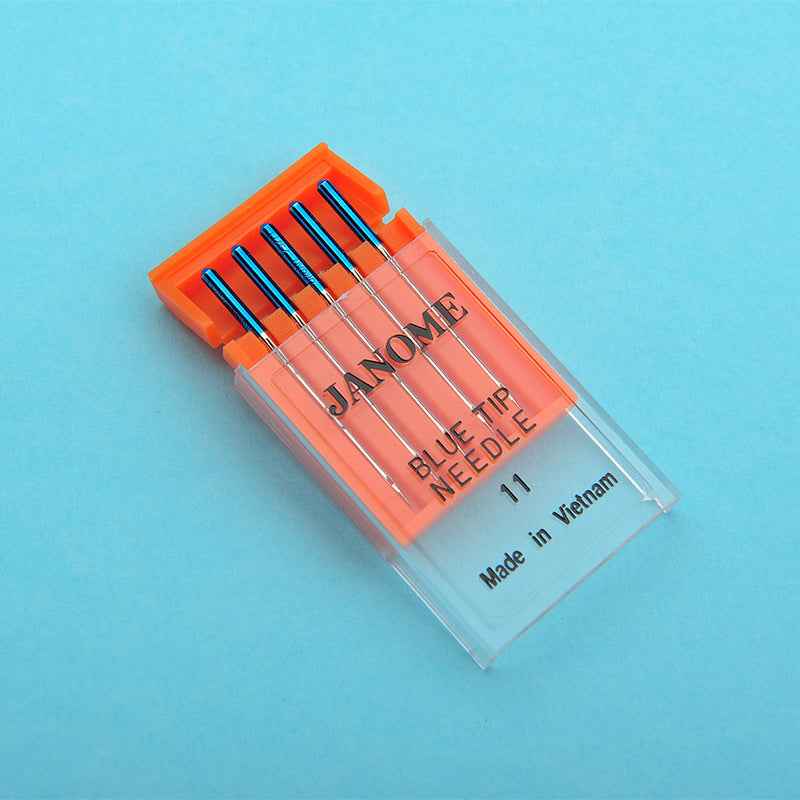 JANOME
BLUE TIP
NEEDLE
11
Made in Vietnam